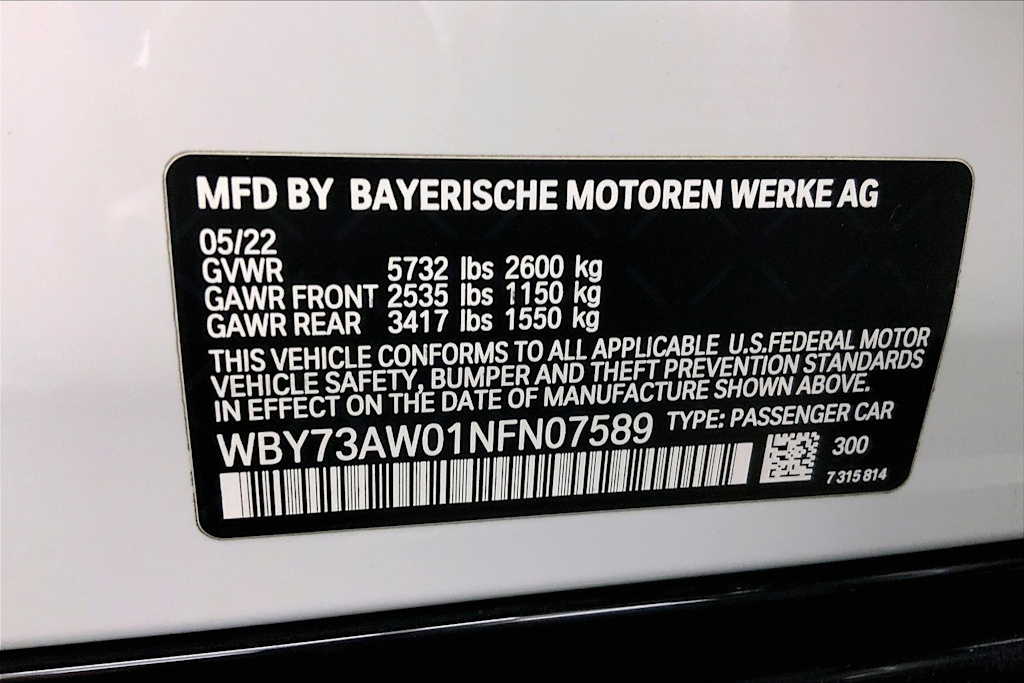 MFD BY BAYERISCHE MOTOREN WERKE AG
05/22
GVWR 5732 lbs 2600 kg
GAWR FRONT 2535 lbs 1150 kg
GAWR REAR 3417 lbs 1550 kg
THIS VEHICLE CONFORMS TO ALL APPLICABLE U.S.FEDERAL MOTOR
VEHICLE SAFETY, BUMPER AND THEFT PREVENTION STANDARDS
IN EFFECT ON THE DATE OF MANUFACTURE SHOWN ABOVE.
WBY73AW01NFN07589 TYPE: PASSENGER CAR
300
7 315 814